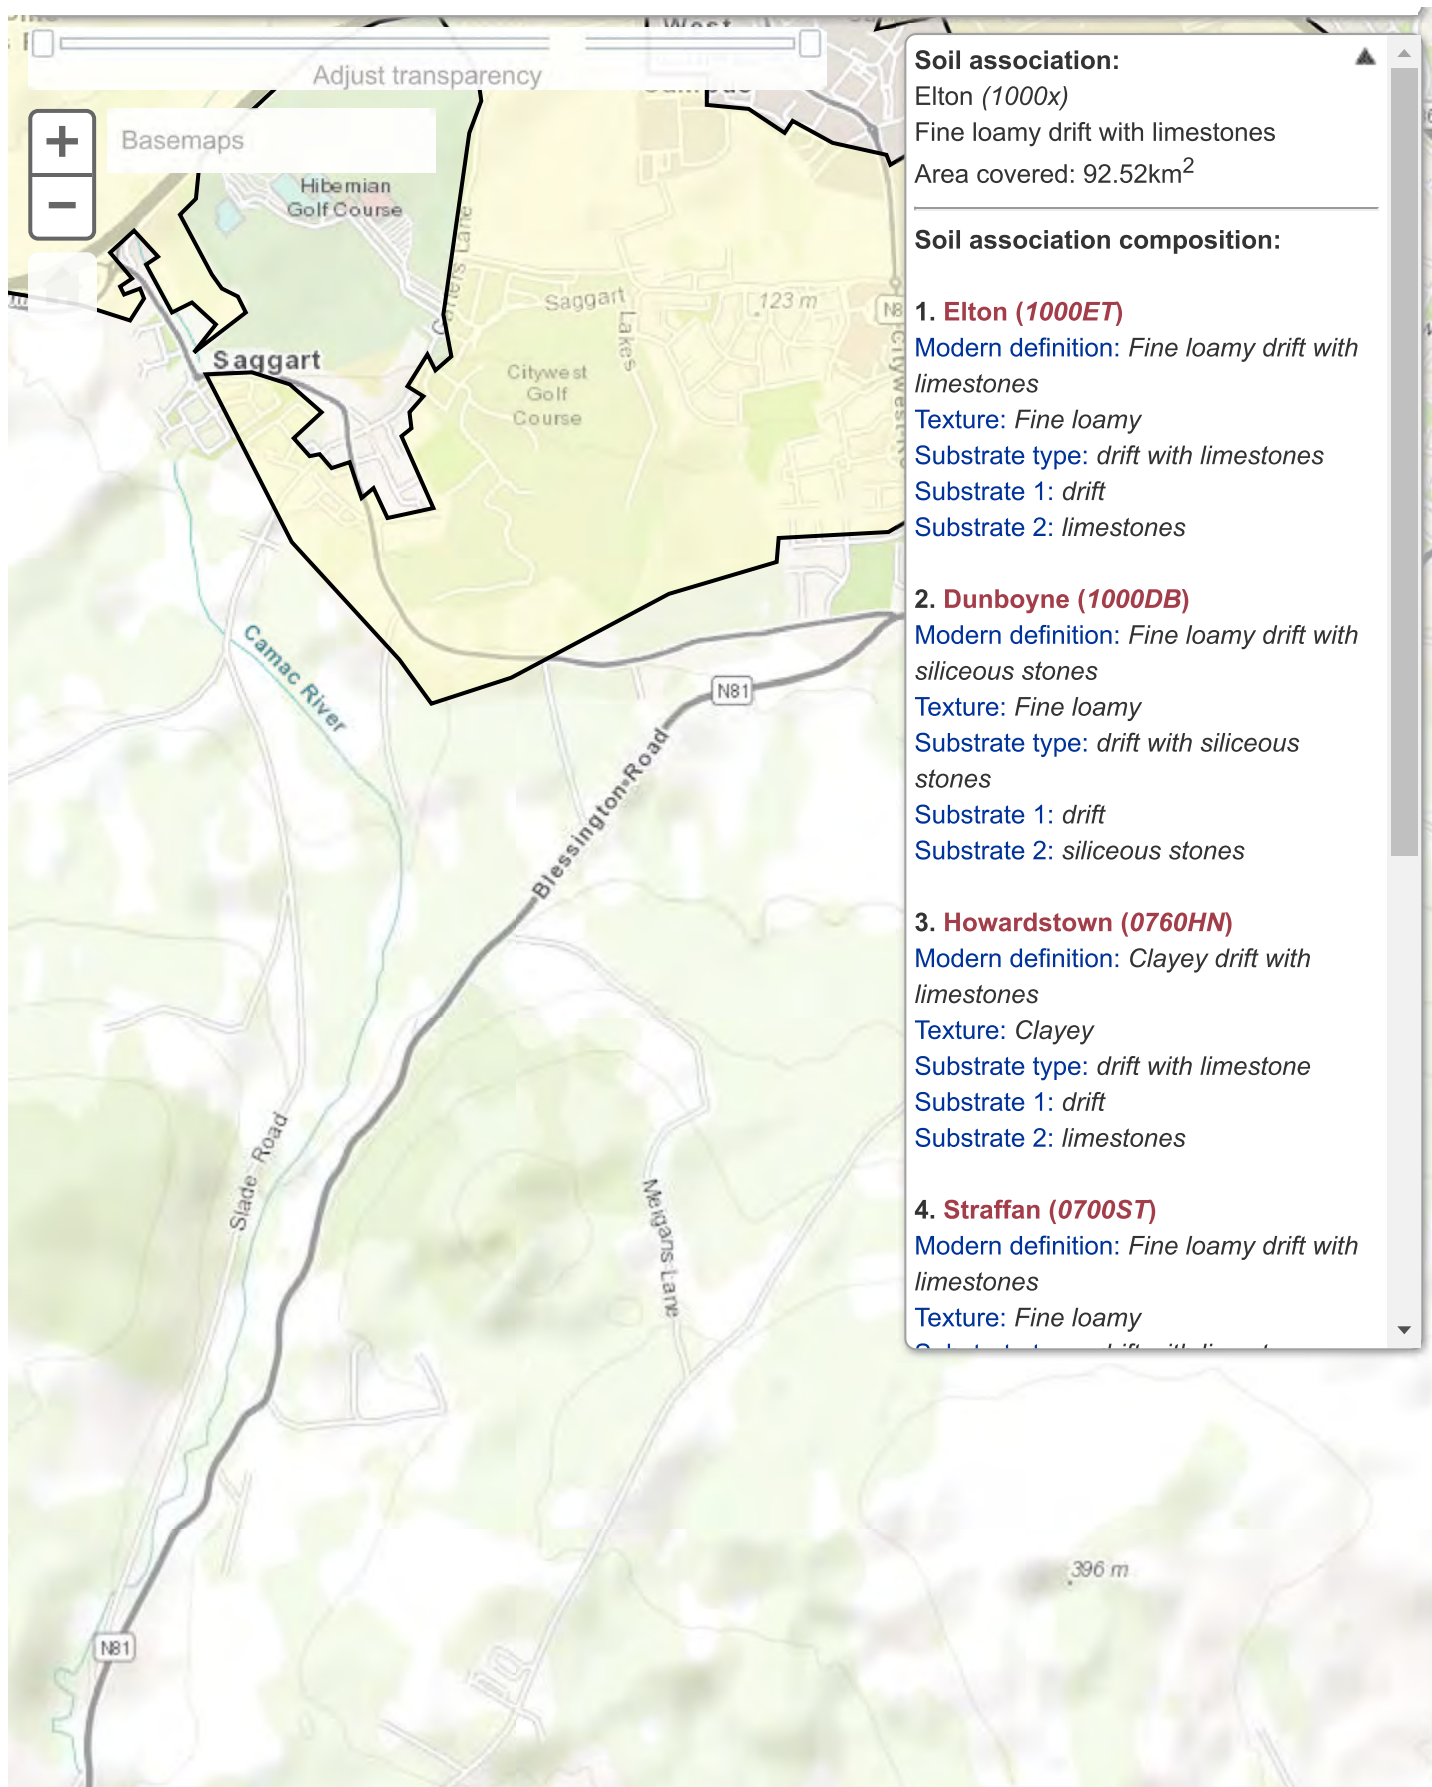 West
Adjust transparency
+
Basemaps
−
Hibernian
Golf Course
Saggart
Saggart
Lakes
123 m
N8
Citywest
Golf
Course
Camac River
N81
Blessington Road
Slade Road
Meigans Lane
396 m
N81
Soil association:
Elton (1000x)
Fine loamy drift with limestones
Area covered: 92.52km2
Soil association composition:
1. Elton (1000ET)
Modern definition: Fine loamy drift with
limestones
Texture: Fine loamy
Substrate type: drift with limestones
Substrate 1: drift
Substrate 2: limestones
2. Dunboyne (1000DB)
Modern definition: Fine loamy drift with
siliceous stones
Texture: Fine loamy
Substrate type: drift with siliceous
stones
Substrate 1: drift
Substrate 2: siliceous stones
3. Howardstown (0760HN)
Modern definition: Clayey drift with
limestones
Texture: Clayey
Substrate type: drift with limestone
Substrate 1: drift
Substrate 2: limestones
4. Straffan (0700ST)
Modern definition: Fine loamy drift with
limestones
Texture: Fine loamy